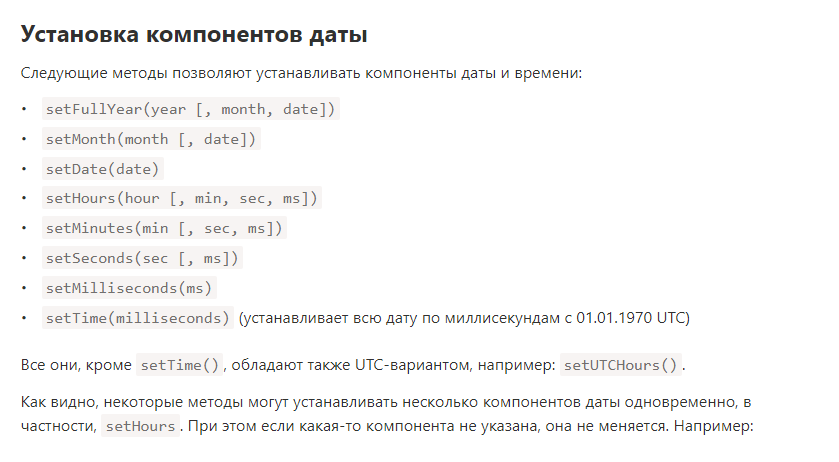 Установка компонентов даты
Следующие методы позволяют устанавливать компоненты даты и времени:
• setFullYear(year [, month, date])
• setMonth(month [, date])
• setDate(date)
• setHours(hour [, min, sec, ms])
• setMinutes(min [, sec, ms])
• setSeconds(sec [, ms])
• setMilliseconds(ms)
• setTime(milliseconds) (устанавливает всю дату по миллисекундам с 01.01.1970 UTC)
Все они, кроме setTime(), обладают также UTC-вариантом, например: setUTCHours().
Как видно, некоторые методы могут устанавливать несколько компонентов даты одновременно, в
частности, setHours. При этом если какая-то компонента не указана, она не меняется. Например: